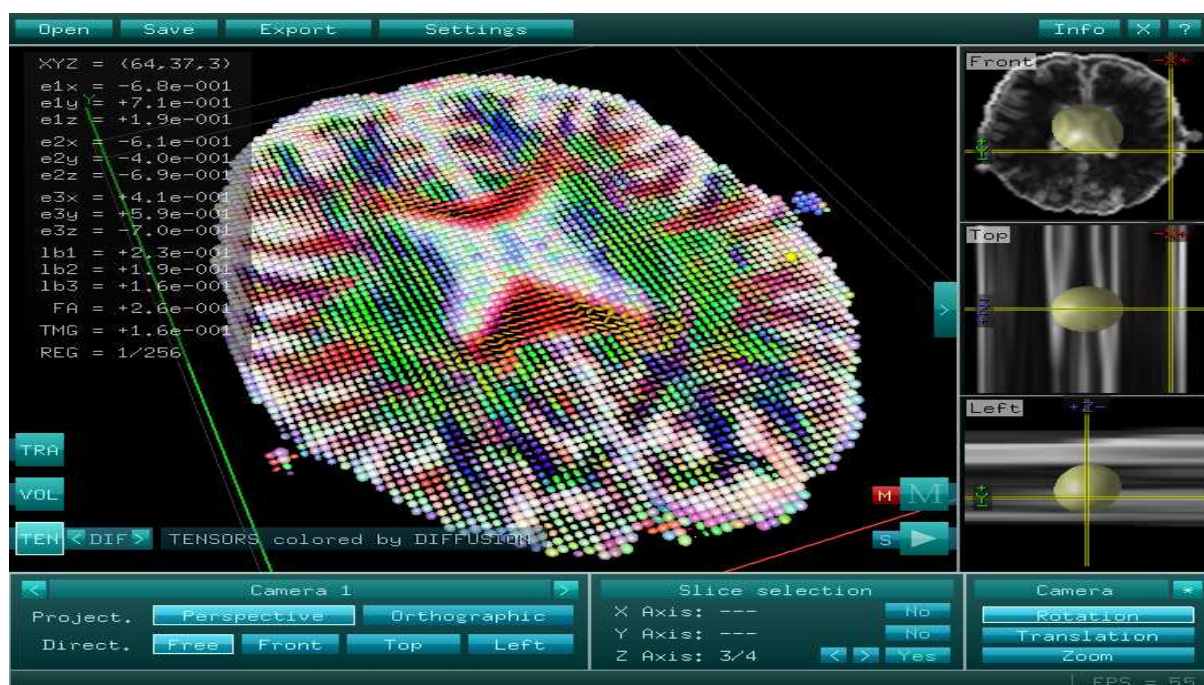 Open Save Export Settings Info X ?
XYZ = (64,37,3)
e1x = -6.8e-001
e1y = +7.1e-001
e1z = +1.9e-001
e2x = -6.1e-001
e2y = -4.0e-001
e2z = -6.9e-001
e3x = +4.1e-001
e3y = +5.9e-001
e3z = -7.0e-001
lb1 = +2.3e-001
lb2 = +1.9e-001
lb3 = +1.6e-001
FA = +2.6e-001
TMG = +1.6e-001
REG = 1/256
Y
Front
-X+
+Y-
>
Top
-X+
Left
+Z-
+Y-
TRA
VOL
TEN < DIF > TENSORS colored by DIFFUSION
M M
S
< Camera 1 >
Project. Perspective Orthographic
Direct. Free Front Top Left
Slice selection
X Axis: --- No
Y Axis: --- No
Z Axis: 3/4 < > Yes
Camera *
Rotation
Translation
Zoom
FPS = 55